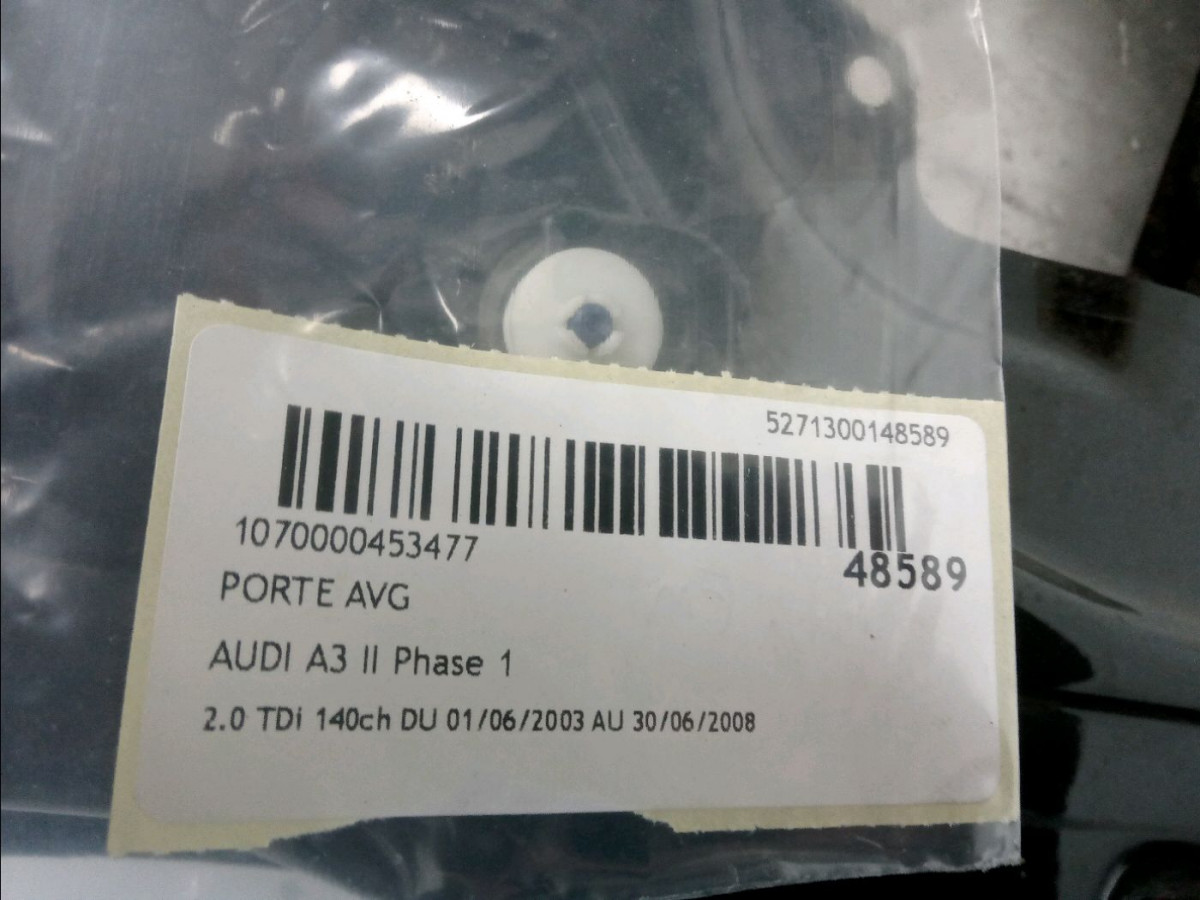 5271300148589
1070000453477
48589
PORTE AVG
AUDI A3 II Phase 1
2.0 TDi 140ch DU 01/06/2003 AU 30/06/2008